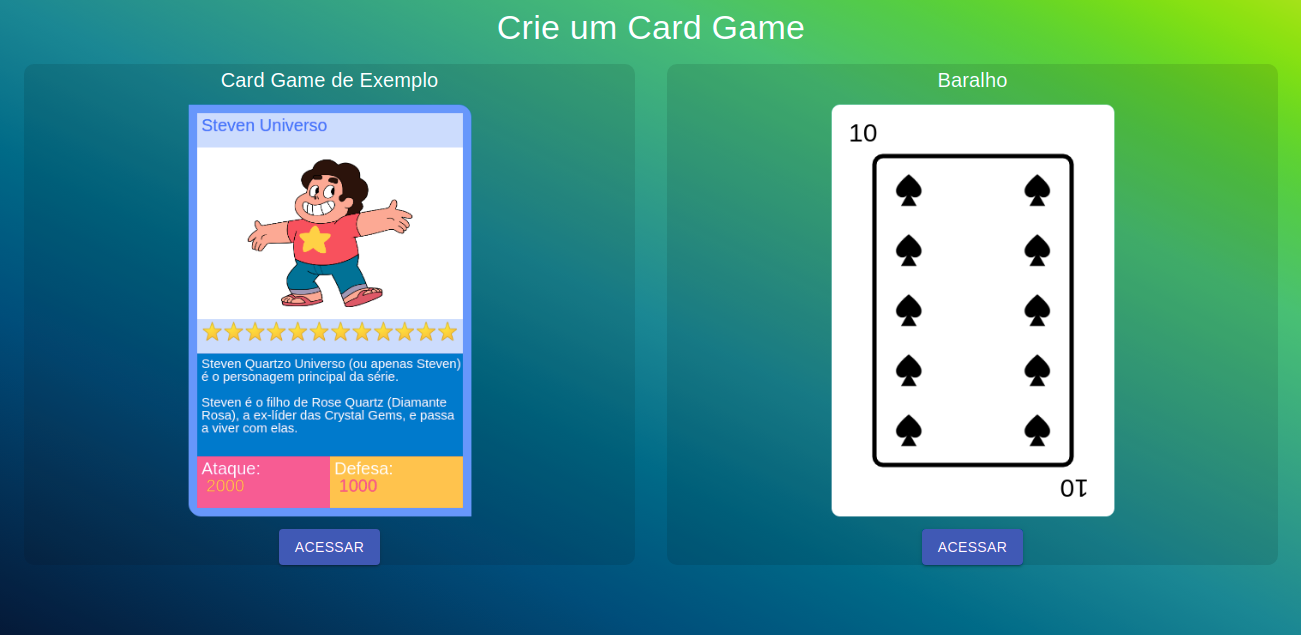 Crie um Card Game
Card Game de Exemplo
Steven Universo
Steven Quartzo Universo (ou apenas Steven)
é o personagem principal da série.
Steven é o filho de Rose Quartz (Diamante
Rosa), a ex-líder das Crystal Gems, e passa
a viver com elas.
Ataque:
2000
Defesa:
1000
ACESSAR
Baralho
10
10
ACESSAR